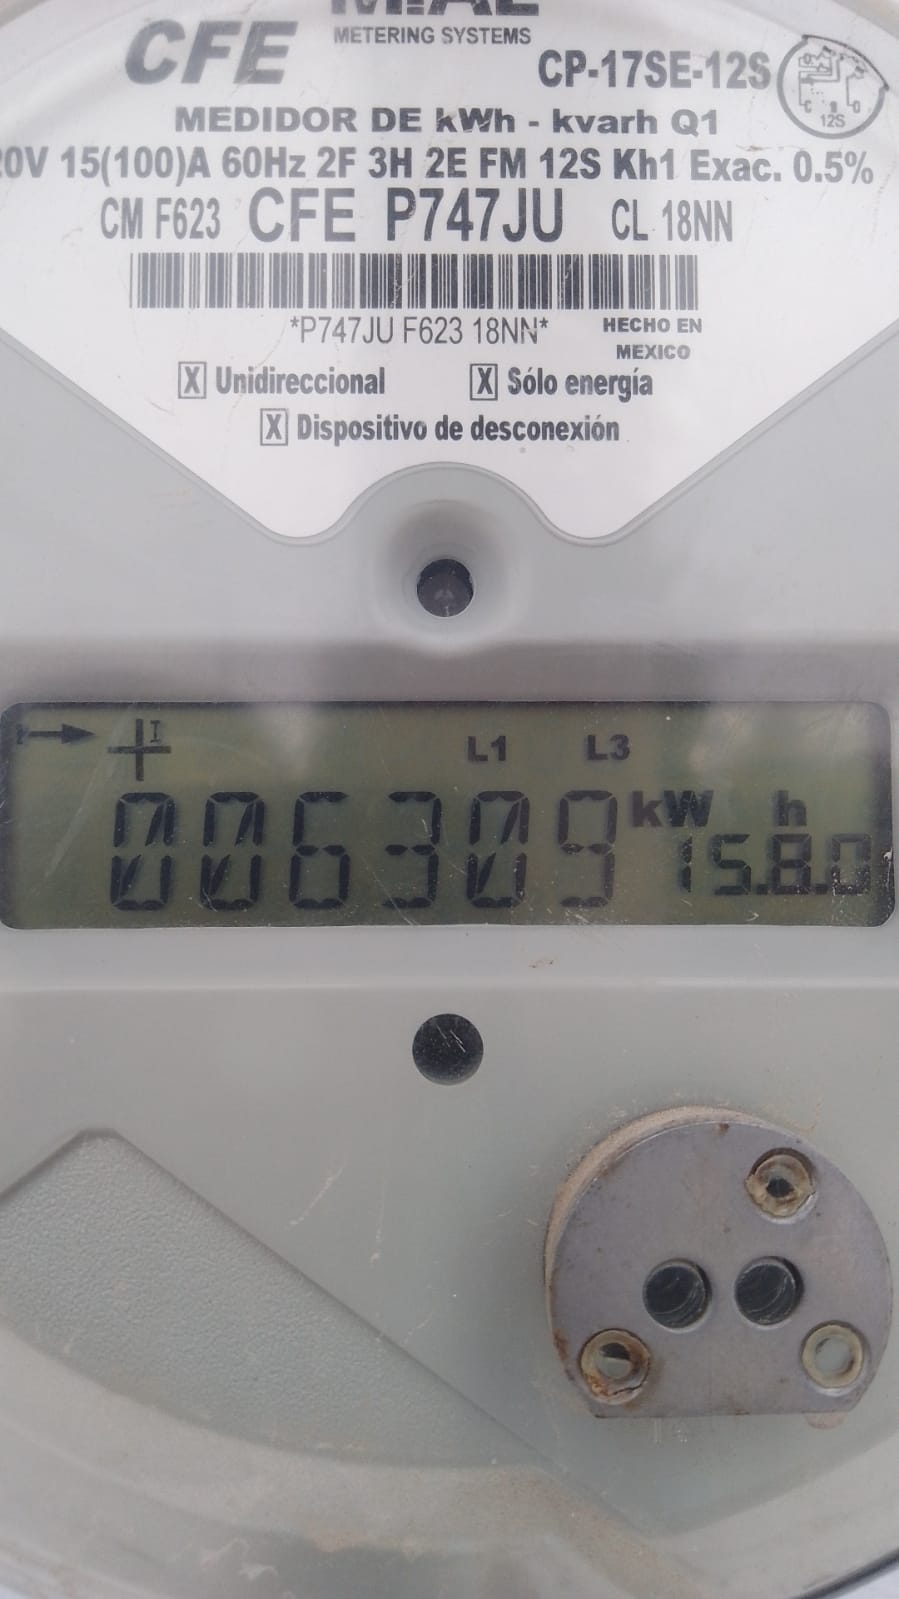 CFE
METERING SYSTEMS
CP-17SE-12S
12S
MEDIDOR DE kWh - kvarh Q1
15(100)A 60Hz 2F 3H 2E FM 12S Kh1 Exac. 0.5%
CM F623 CFE P747JU CL 18NN
*P747JU F623 18NN*
HECHO EN
MEXICO
X Unidireccional X Sólo energía
X Dispositivo de desconexión
I L1 L3
006309 kW h 15.8.0